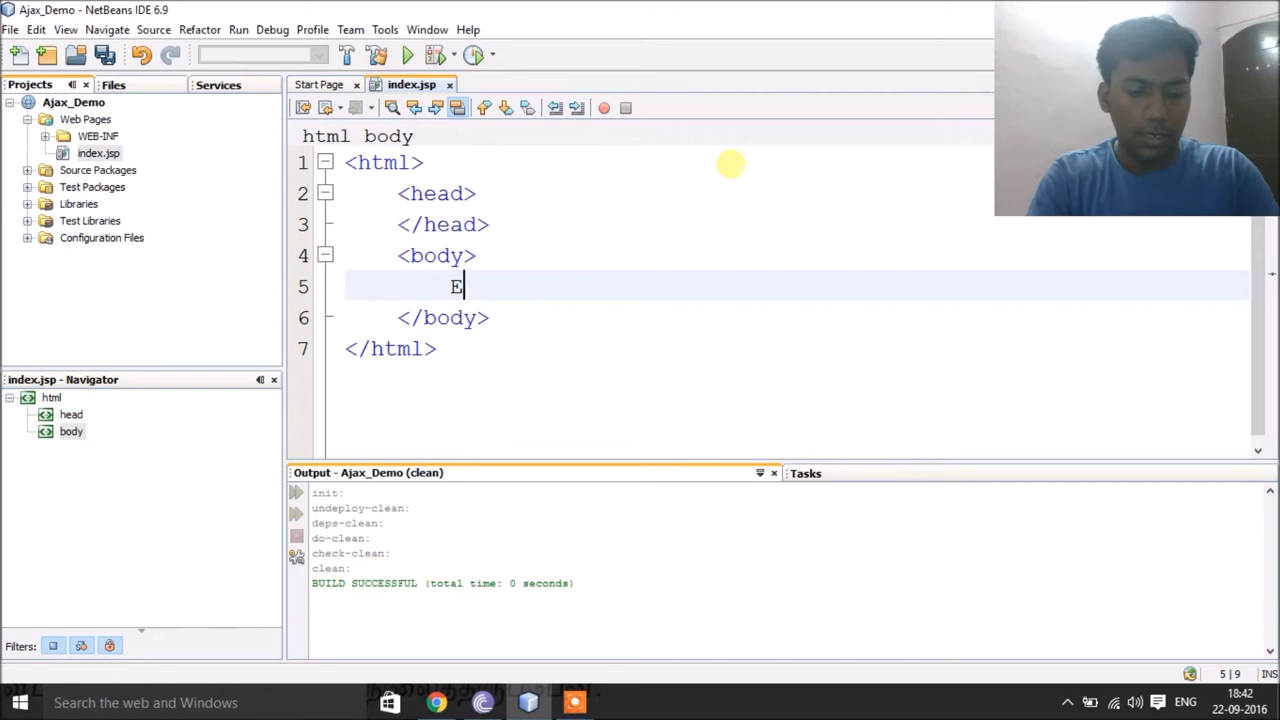 Ajax_Demo - NetBeans IDE 6.9
File Edit View Navigate Source Refactor Run Debug Profile Team Tools Window Help
Projects Files Services
Start Page index.jsp
Ajax_Demo
Web Pages
WEB-INF
index.jsp
Source Packages
Test Packages
Libraries
Test Libraries
Configuration Files
html body
1 <html>
2 <head>
3 </head>
4 <body>
5 E
6 </body>
7 </html>
index.jsp - Navigator
html
head
body
Filters:
Output - Ajax_Demo (clean) Tasks
init:
undeploy-clean:
deps-clean:
do-clean:
check-clean:
clean:
BUILD SUCCESSFUL (total time: 0 seconds)
5 | 9 INS
Search the web and Windows
ENG
18:42
22-09-2016